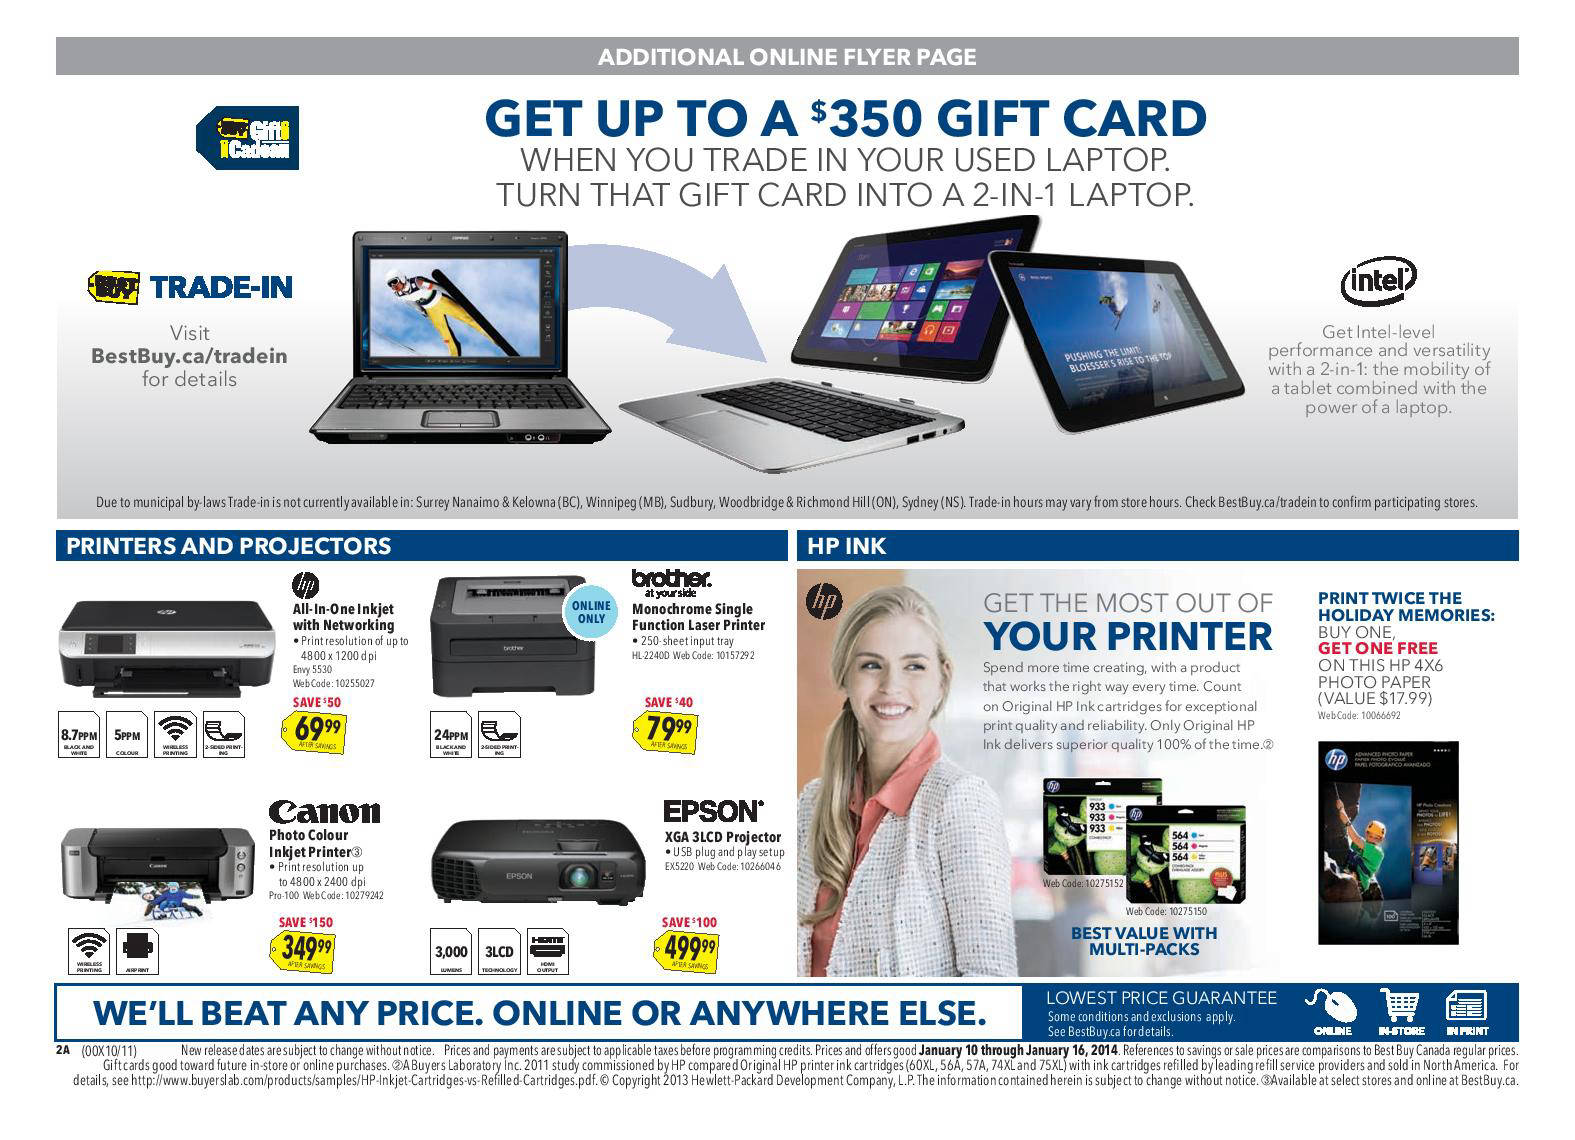 ADDITIONAL ONLINE FLYER PAGE
GET UP TO A $350 GIFT CARD
WHEN YOU TRADE IN YOUR USED LAPTOP.
TURN THAT GIFT CARD INTO A 2-IN-1 LAPTOP.
BEST BUY
TRADE-IN
Visit
BestBuy.ca/tradein
for details
PUSHING THE LIMIT:
BLOESSER'S RISE TO THE TOP
intel
Get Intel-level
performance and versatility
with a 2-in-1: the mobility of
a tablet combined with the
power of a laptop.
Due to municipal by-laws Trade-in is not currently available in: Surrey Nanaimo & Kelowna (BC), Winnipeg (MB), Sudbury, Woodbridge & Richmond Hill (ON), Sydney (NS). Trade-in hours may vary from store hours. Check BestBuy.ca/tradein to confirm participating stores.
PRINTERS AND PROJECTORS
hp
All-In-One Inkjet
with Networking
• Print resolution of up to
4800 x 1200 dpi
Envy 5530
Web Code: 10255027
SAVE $50
69 99
AFTER SAVINGS
8.7PPM
BLACK AND
WHITE
5PPM
COLOUR
WIRELESS
PRINTING
2-SIDED PRINT-
ING
brother
ONLINE
ONLY
brother.
at your side
Monochrome Single
Function Laser Printer
• 250-sheet input tray
HL-2240D Web Code: 10157292
SAVE $40
79 99
AFTER SAVINGS
24PPM
BLACK AND
WHITE
2-SIDED PRINT-
ING
Canon
Canon
Photo Colour
Inkjet Printer③
• Print resolution up
to 4800 x 2400 dpi
Pro-100 Web Code: 10279242
SAVE $150
349 99
AFTER SAVINGS
WIRELESS
PRINTING
AIRPRINT
EPSON
EPSON
XGA 3LCD Projector
• USB plug and play setup
EX5220 Web Code: 10266046
SAVE $100
499 99
AFTER SAVINGS
3,000
LUMENS
3LCD
TECHNOLOGY
HDMI
HDMI
OUTPUT
HP INK
hp
GET THE MOST OUT OF
YOUR PRINTER
Spend more time creating, with a product
that works the right way every time. Count
on Original HP Ink cartridges for exceptional
print quality and reliability. Only Original HP
Ink delivers superior quality 100% of the time.②
hp
933
933
933
564
564
564
PLUS
Web Code: 10275152
Web Code: 10275150
BEST VALUE WITH
MULTI-PACKS
PRINT TWICE THE
HOLIDAY MEMORIES:
BUY ONE,
GET ONE FREE
ON THIS HP 4X6
PHOTO PAPER
(VALUE $17.99)
Web Code: 10066692
hp
ADVANCED PHOTO PAPER
WE'LL BEAT ANY PRICE. ONLINE OR ANYWHERE ELSE.
LOWEST PRICE GUARANTEE
Some conditions and exclusions apply.
See BestBuy.ca for details.
ONLINE
IN-STORE
IN PRINT
2A (00X10/11) New release dates are subject to change without notice. Prices and payments are subject to applicable taxes before programming credits. Prices and offers good January 10 through January 16, 2014. References to savings or sale prices are comparisons to Best Buy Canada regular prices.
Gift cards good toward future in-store or online purchases. ②A Buyers Laboratory Inc. 2011 study commissioned by HP compared Original HP printer ink cartridges (60XL, 56A, 57A, 74XL and 75XL) with ink cartridges refilled by leading refill service providers and sold in North America. For
details, see http://www.buyerslab.com/products/samples/HP-Inkjet-Cartridges-vs-Refilled-Cartridges.pdf. © Copyright 2013 Hewlett-Packard Development Company, L.P. The information contained herein is subject to change without notice. ③Available at select stores and online at BestBuy.ca.